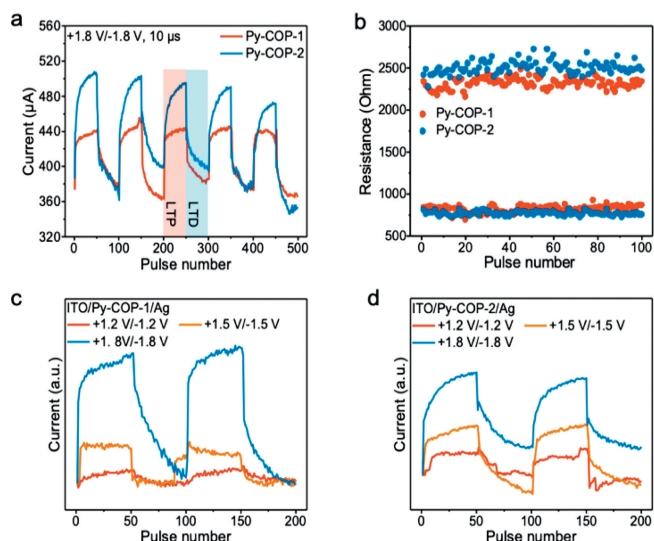 a
+1.8 V/-1.8 V, 10 μs
Py-COP-1
Py-COP-2
560
520
480
440
400
360
320
Current (μA)
LTP
LTD
0 100 200 300 400 500
Pulse number
b
3000
2500
2000
1500
1000
500
Resistance (Ohm)
Py-COP-1
Py-COP-2
0 20 40 60 80 100
Pulse number
c
ITO/Py-COP-1/Ag
+1.2 V/-1.2 V +1.5 V/-1.5 V
+1. 8V/-1.8 V
Current (a.u.)
0 50 100 150 200
Pulse number
d
ITO/Py-COP-2/Ag
+1.2 V/-1.2 V +1.5 V/-1.5 V
+1.8 V/-1.8 V
Current (a.u.)
0 50 100 150 200
Pulse number